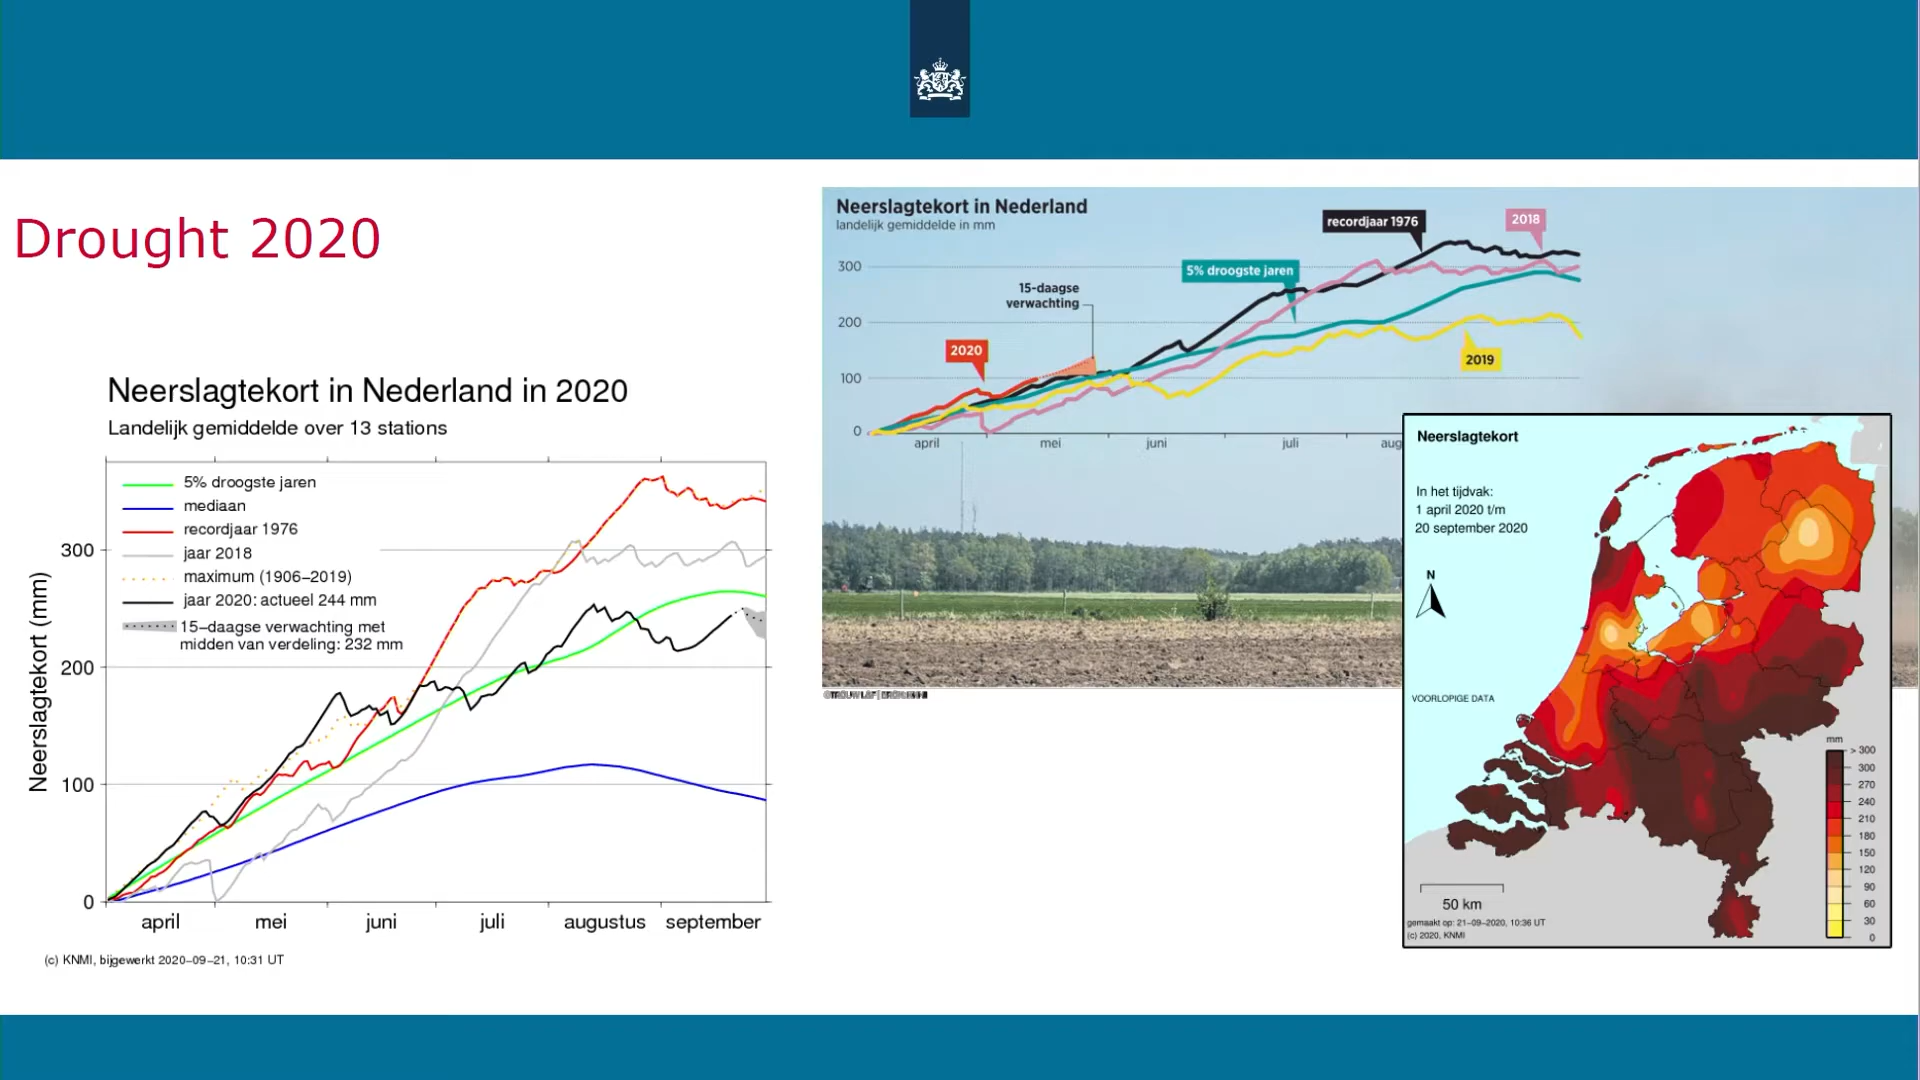 Drought 2020
Neerslagtekort in Nederland in 2020
Landelijk gemiddelde over 13 stations
5% droogste jaren
mediaan
recordjaar 1976
jaar 2018
maximum (1906–2019)
jaar 2020: actueel 244 mm
15–daagse verwachting met
midden van verdeling: 232 mm
Neerslagtekort (mm)
300
200
100
0
april mei juni juli augustus september
(c) KNMI, bijgewerkt 2020–09–21, 10:31 UT
Neerslagtekort in Nederland
landelijk gemiddelde in mm
recordjaar 1976
2018
5% droogste jaren
15-daagse
verwachting
2020
2019
300
200
100
0
april mei juni juli aug
Neerslagtekort
In het tijdvak:
1 april 2020 t/m
20 september 2020
N
VOORLOPIGE DATA
mm
> 300
300
270
240
210
180
150
120
90
60
30
0
50 km
gemaakt op: 21–09–2020, 10:36 UT
(c) 2020, KNMI